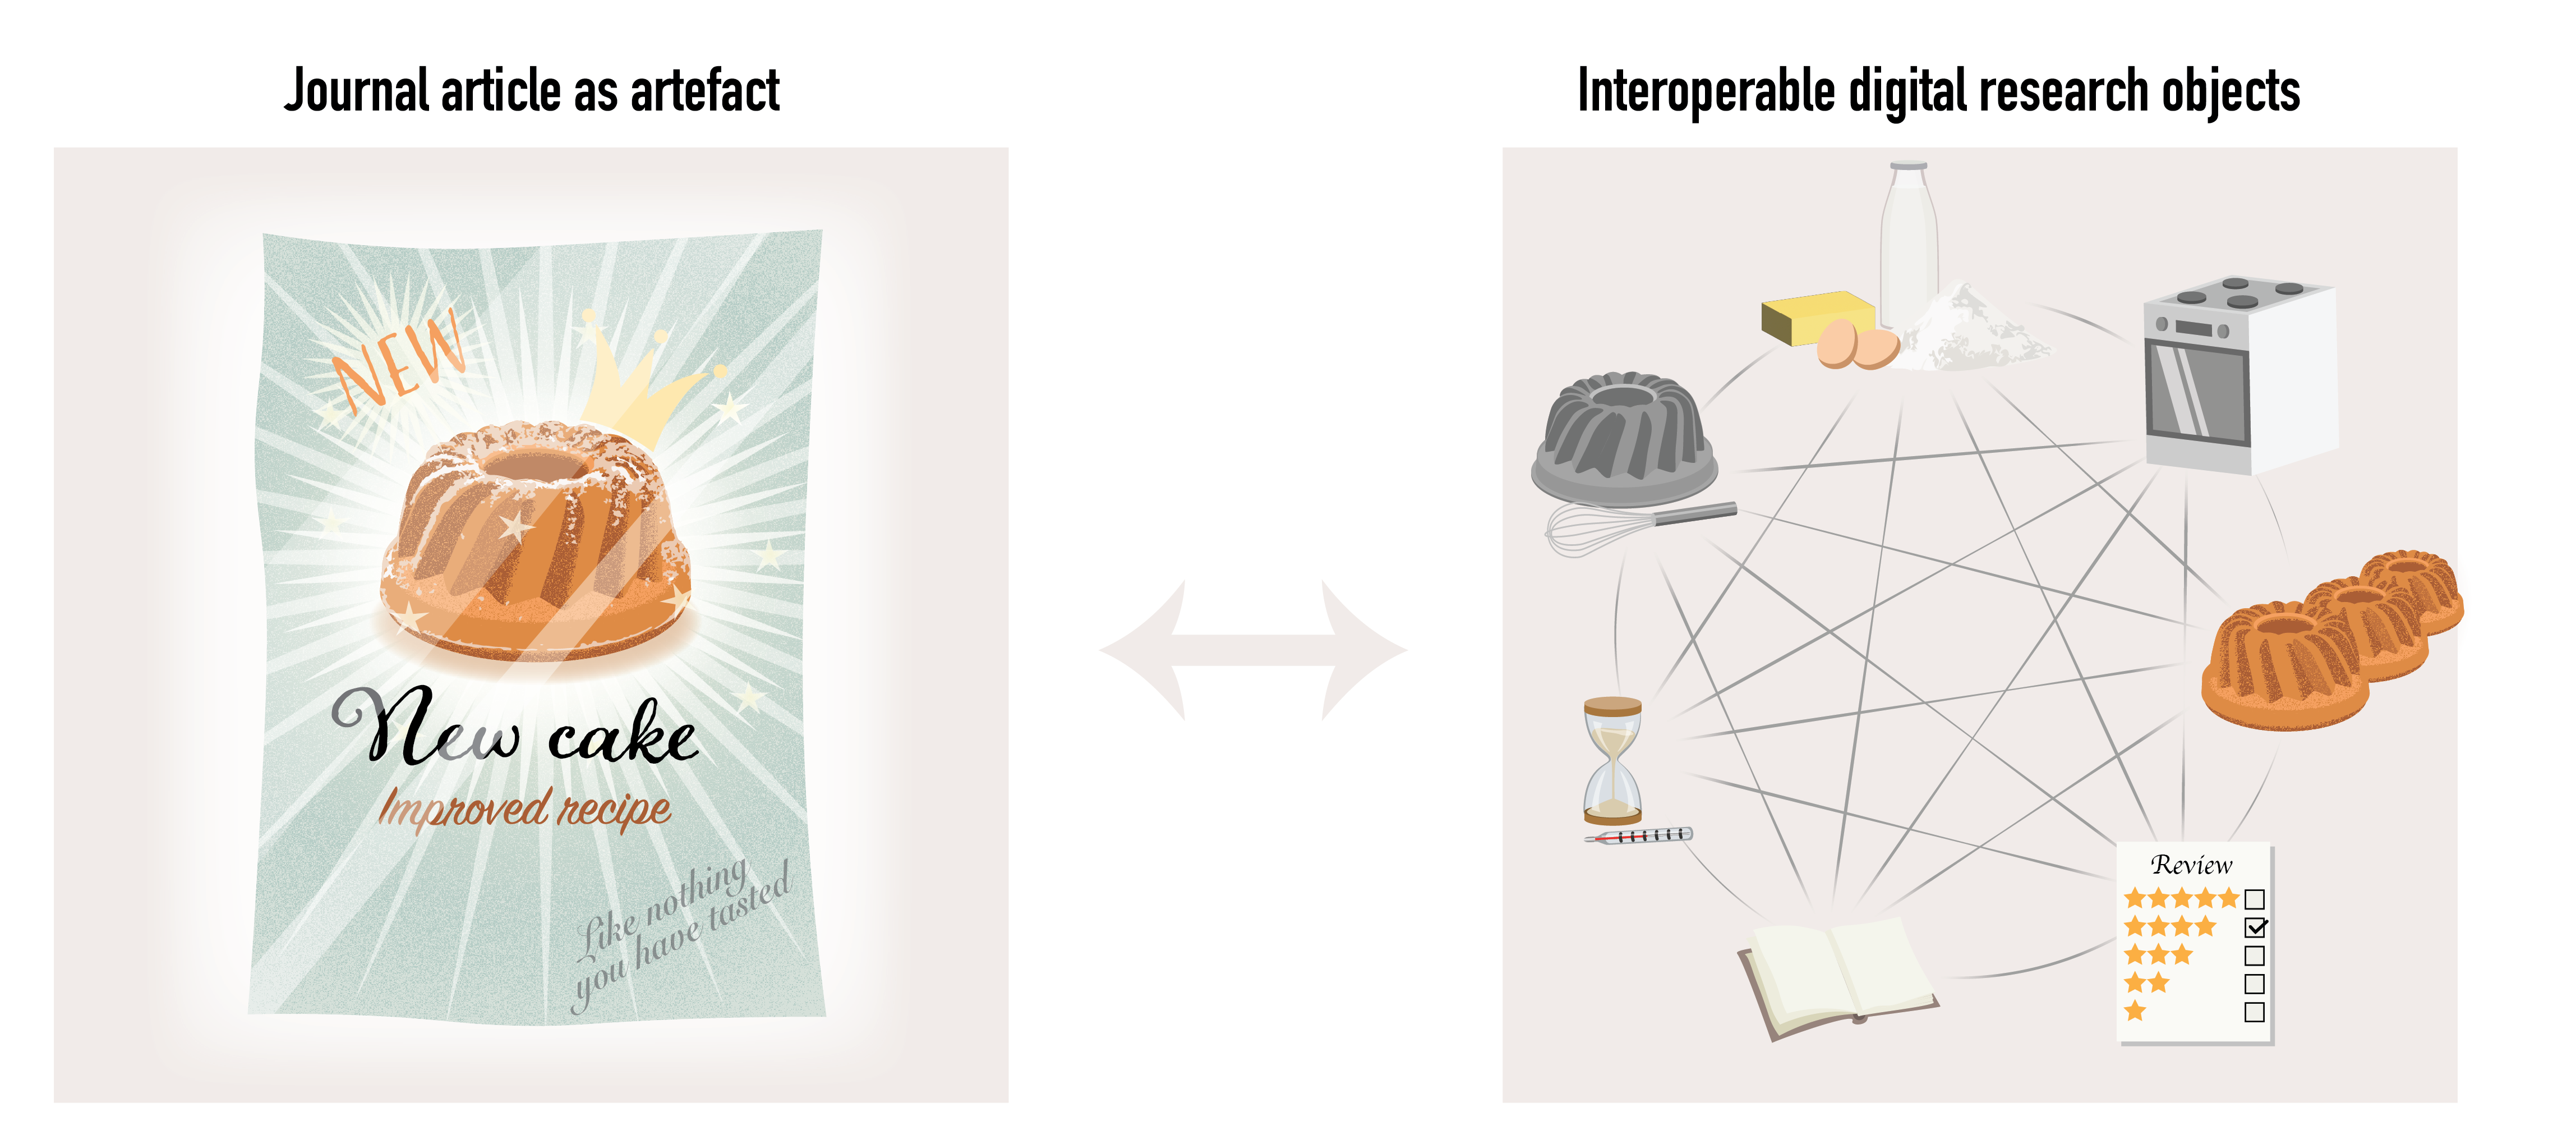 Journal article as artefact
Interoperable digital research objects
NEW
New cake
Improved recipe
Like nothing
you have tasted
Review